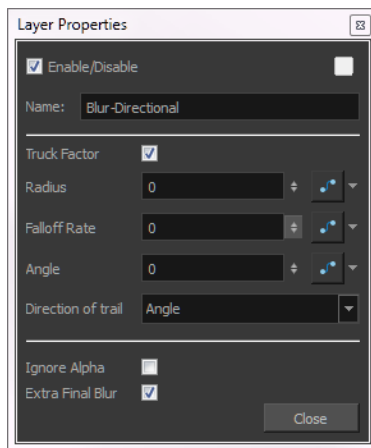 Layer Properties
Enable/Disable
Name: Blur-Directional
Truck Factor
Radius 0
Falloff Rate 0
Angle 0
Direction of trail Angle
Ignore Alpha
Extra Final Blur
Close